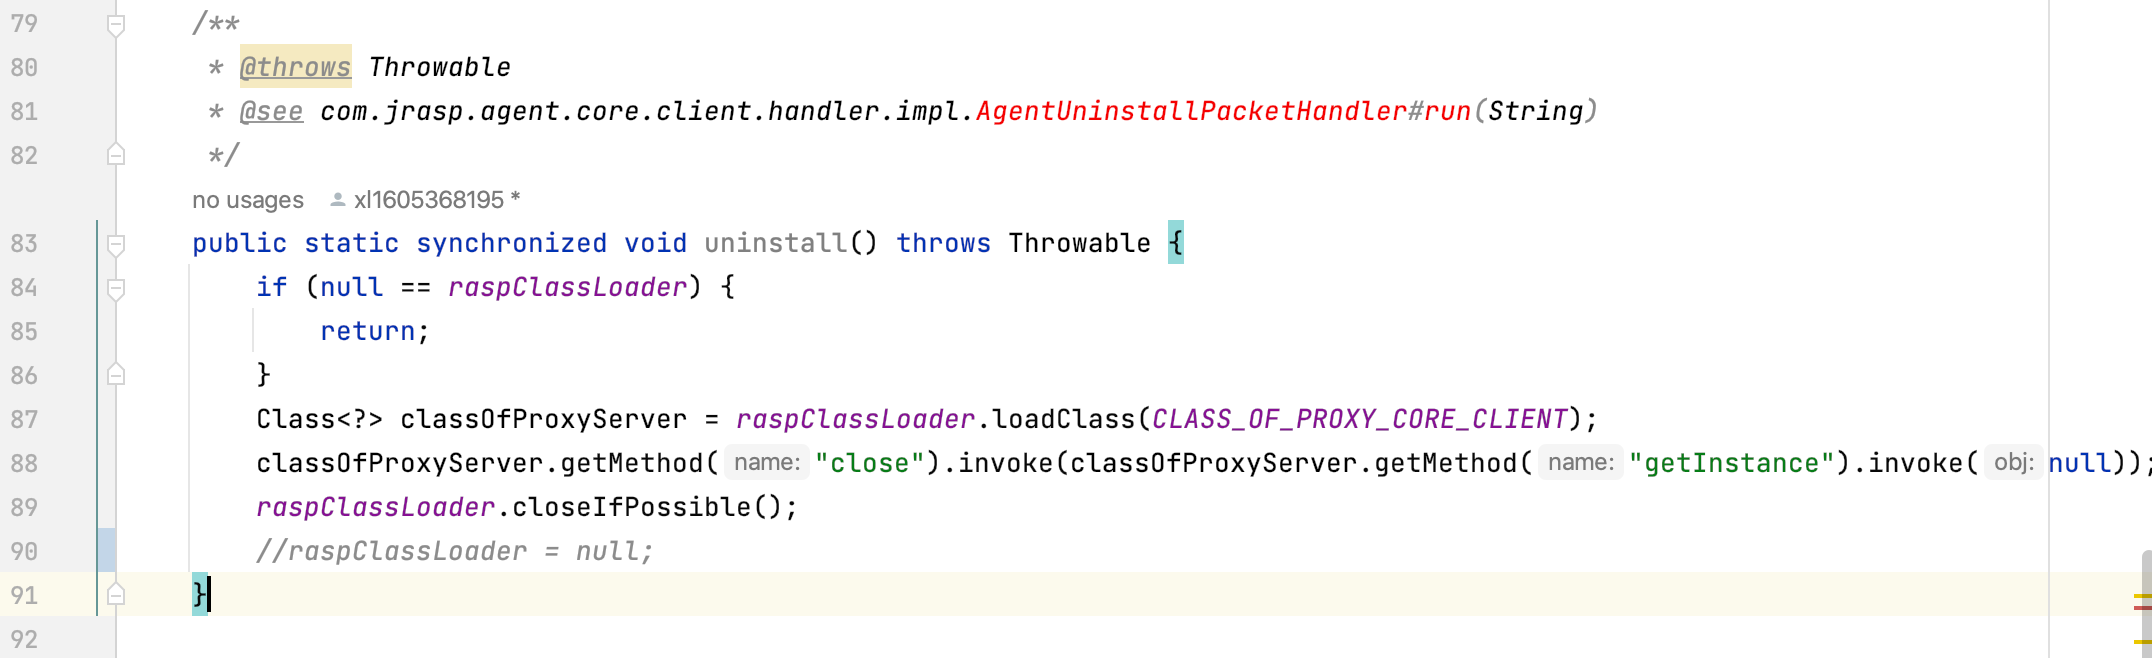 79 /**
80 * @throws Throwable
81 * @see com.jrasp.agent.core.client.handler.impl.AgentUninstallPacketHandler#run(String)
82 */
no usages xl1605368195 *
83 public static synchronized void uninstall() throws Throwable {
84 if (null == raspClassLoader) {
85 return;
86 }
87 Class<?> classOfProxyServer = raspClassLoader.loadClass(CLASS_OF_PROXY_CORE_CLIENT);
88 classOfProxyServer.getMethod( name: "close").invoke(classOfProxyServer.getMethod( name: "getInstance").invoke( obj: null));
89 raspClassLoader.closeIfPossible();
90 //raspClassLoader = null;
91 }
92